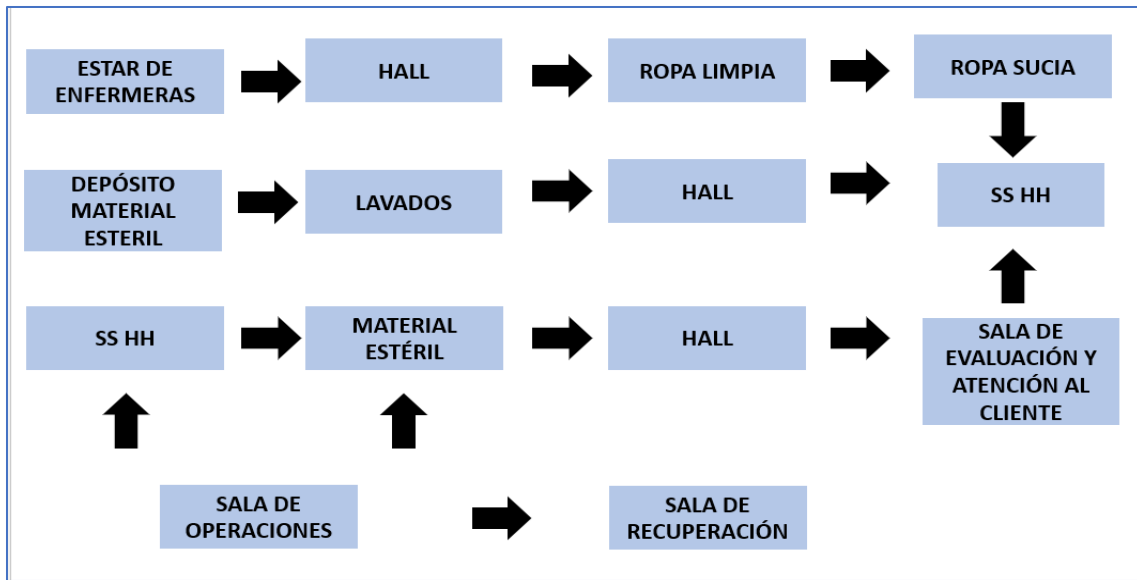 ESTAR DE
ENFERMERAS
HALL
ROPA LIMPIA
ROPA SUCIA
DEPÓSITO
MATERIAL
ESTERIL
LAVADOS
HALL
SS HH
SS HH
MATERIAL
ESTÉRIL
HALL
SALA DE
EVALUACIÓN Y
ATENCIÓN AL
CLIENTE
SALA DE
OPERACIONES
SALA DE
RECUPERACIÓN